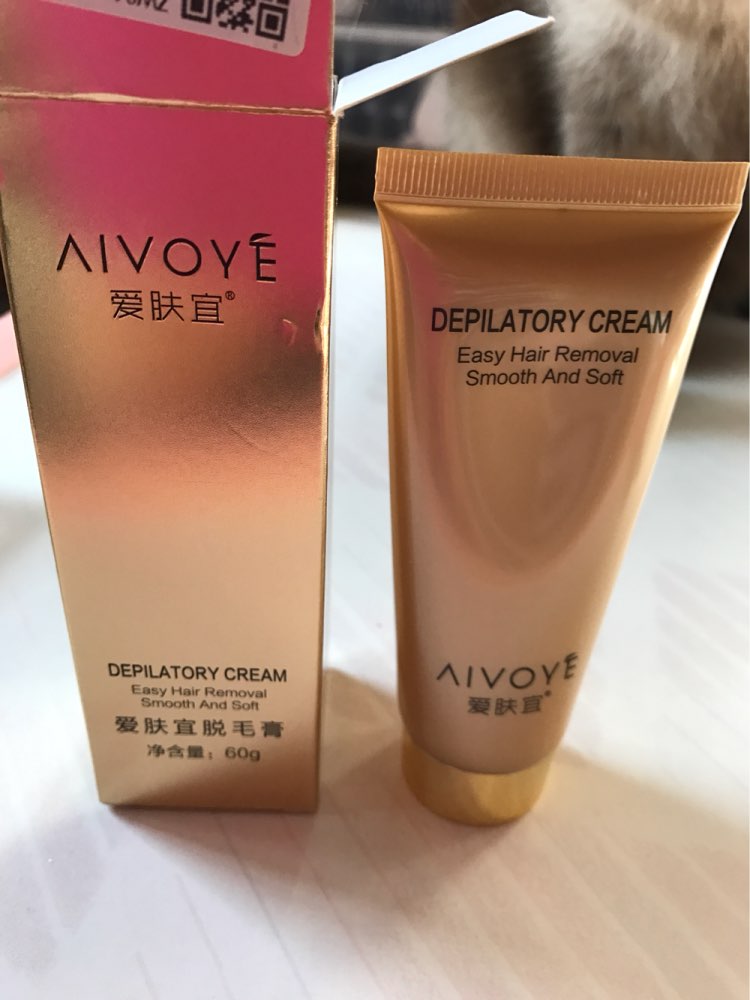 AIVOYE
爱肤宜®
DEPILATORY CREAM
Easy Hair Removal
Smooth And Soft
爱肤宜脱毛膏
净含量：60g
DEPILATORY CREAM
Easy Hair Removal
Smooth And Soft
AIVOYE
爱肤宜®